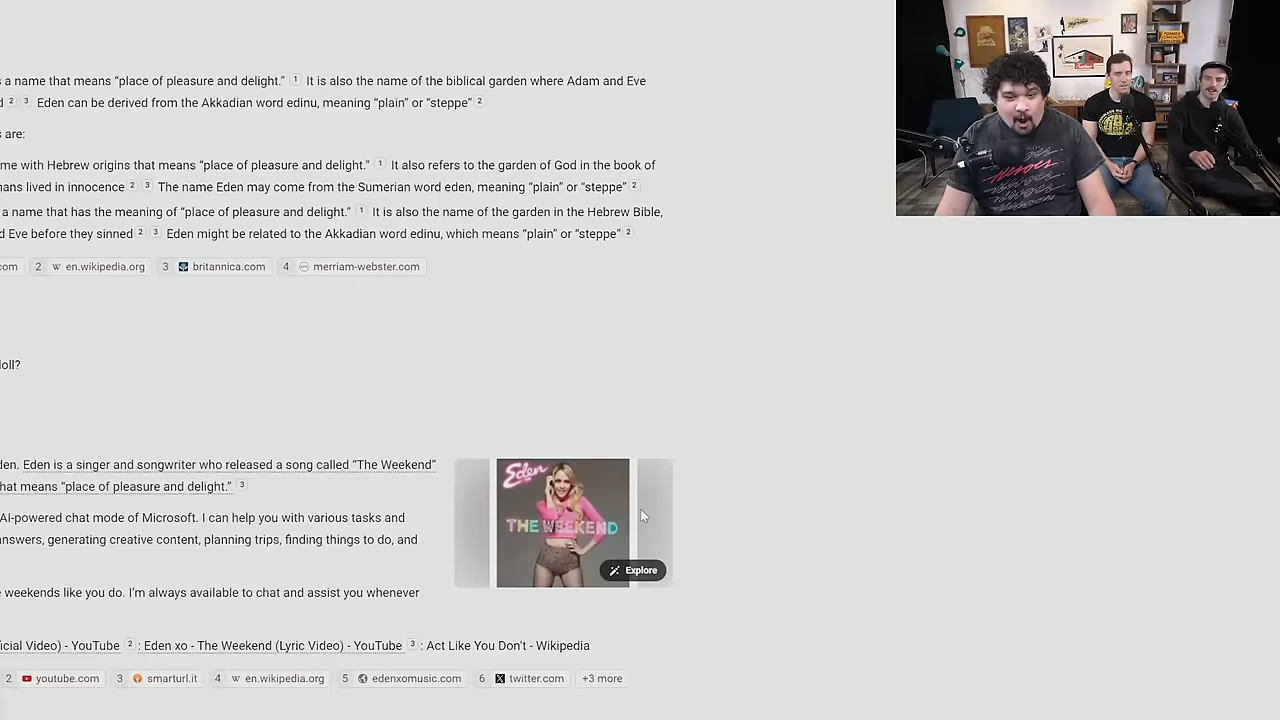 s a name that means “place of pleasure and delight.” 1 It is also the name of the biblical garden where Adam and Eve
d 2 3 Eden can be derived from the Akkadian word edinu, meaning “plain” or “steppe” 2
s are:
me with Hebrew origins that means “place of pleasure and delight.” 1 It also refers to the garden of God in the book of
mans lived in innocence 2 3 The name Eden may come from the Sumerian word eden, meaning “plain” or “steppe” 2
a name that has the meaning of “place of pleasure and delight.” 1 It is also the name of the garden in the Hebrew Bible,
d Eve before they sinned 2 3 Eden might be related to the Akkadian word edinu, which means “plain” or “steppe” 2
com 2 W en.wikipedia.org 3 britannica.com 4 merriam-webster.com
loll?
den. Eden is a singer and songwriter who released a song called “The Weekend”
hat means “place of pleasure and delight.” 3
AI-powered chat mode of Microsoft. I can help you with various tasks and
answers, generating creative content, planning trips, finding things to do, and
e weekends like you do. I’m always available to chat and assist you whenever
Eden
THE WEEKEND
Explore
icial Video) - YouTube 2 : Eden xo - The Weekend (Lyric Video) - YouTube 3 : Act Like You Don’t - Wikipedia
2 youtube.com 3 smarturl.it 4 W en.wikipedia.org 5 edenxomusic.com 6 X twitter.com +3 more